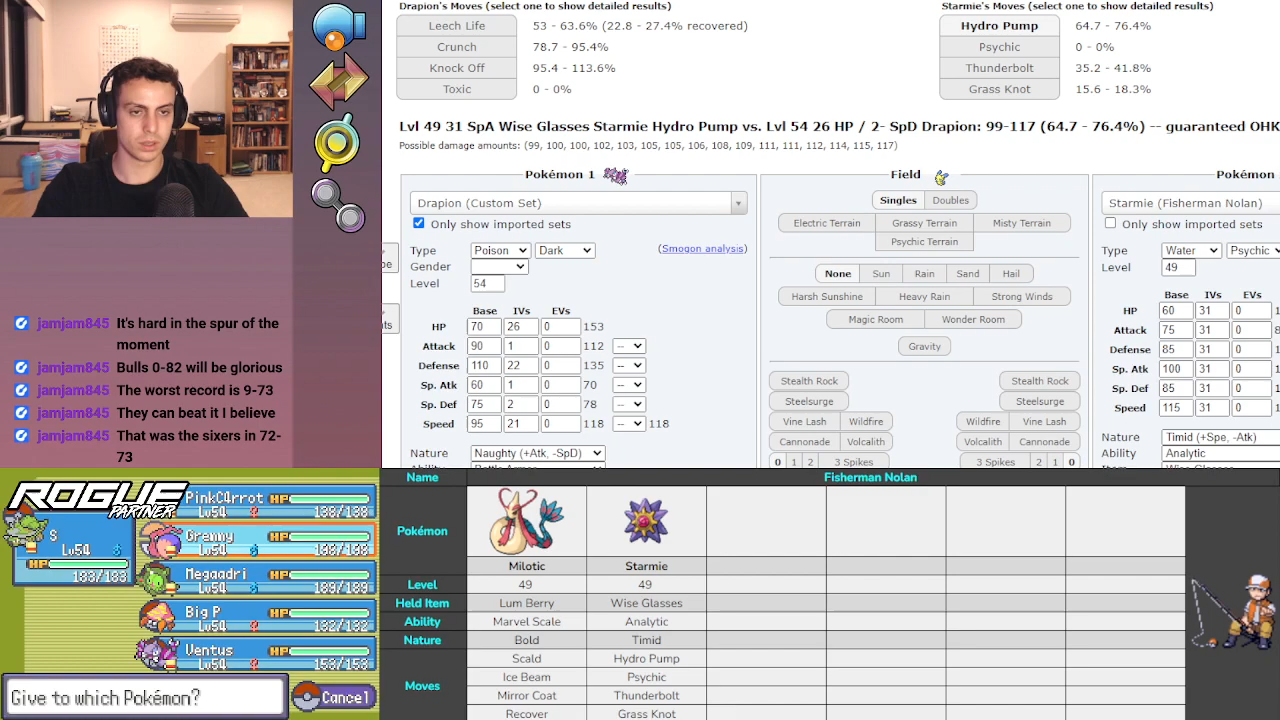 Drapion's Moves (select one to show detailed results)
Leech Life 53 - 63.6% (22.8 - 27.4% recovered)
Crunch 78.7 - 95.4%
Knock Off 95.4 - 113.6%
Toxic 0 - 0%
Starmie's Moves (select one to show detailed results)
Hydro Pump 64.7 - 76.4%
Psychic 0 - 0%
Thunderbolt 35.2 - 41.8%
Grass Knot 15.6 - 18.3%
Lvl 49 31 SpA Wise Glasses Starmie Hydro Pump vs. Lvl 54 26 HP / 2- SpD Drapion: 99-117 (64.7 - 76.4%) -- guaranteed OHK
Possible damage amounts: (99, 100, 100, 102, 103, 105, 105, 106, 108, 109, 111, 111, 112, 114, 115, 117)
Pokémon 1
Drapion (Custom Set)
Only show imported sets
Type Poison Dark (Smogon analysis)
Gender
Level 54
Base IVs EVs
HP 70 26 0 153
Attack 90 1 0 112 --
Defense 110 22 0 135 --
Sp. Atk 60 1 0 70 --
Sp. Def 75 2 0 78 --
Speed 95 21 0 118 -- 118
Nature Naughty (+Atk, -SpD)
Field
Singles Doubles
Electric Terrain Grassy Terrain Misty Terrain
Psychic Terrain
None Sun Rain Sand Hail
Harsh Sunshine Heavy Rain Strong Winds
Magic Room Wonder Room
Gravity
Stealth Rock Stealth Rock
Steelsurge Steelsurge
Vine Lash Wildfire Wildfire Vine Lash
Cannonade Volcalith Volcalith Cannonade
0 1 2 3 Spikes 3 Spikes 2 1 0
Pokémon
Starmie (Fisherman Nolan)
Only show imported sets
Type Water Psychic
Level 49
Base IVs EVs
HP 60 31 0
Attack 75 31 0
Defense 85 31 0
Sp. Atk 100 31 0
Sp. Def 85 31 0
Speed 115 31 0
Nature Timid (+Spe, -Atk)
Ability Analytic
jamjam845 It's hard in the spur of the
moment
jamjam845 Bulls 0-82 will be glorious
jamjam845 The worst record is 9-73
jamjam845 They can beat it I believe
jamjam845 That was the sixers in 72-
73
ROGUE
PARTNER
S
Lv54
HP
183/183
PinkC4rrot HP
Lv54 138/138
Gremmy HP
Lv54
Megaadri HP
Lv54 189/189
Big P HP
Lv54 132/132
Ventus HP
Lv54 153/153
Give to which Pokémon?
Cancel
Name Fisherman Nolan
Pokémon Milotic Starmie
Level 49 49
Held Item Lum Berry Wise Glasses
Ability Marvel Scale Analytic
Nature Bold Timid
Moves
Scald Hydro Pump
Ice Beam Psychic
Mirror Coat Thunderbolt
Recover Grass Knot